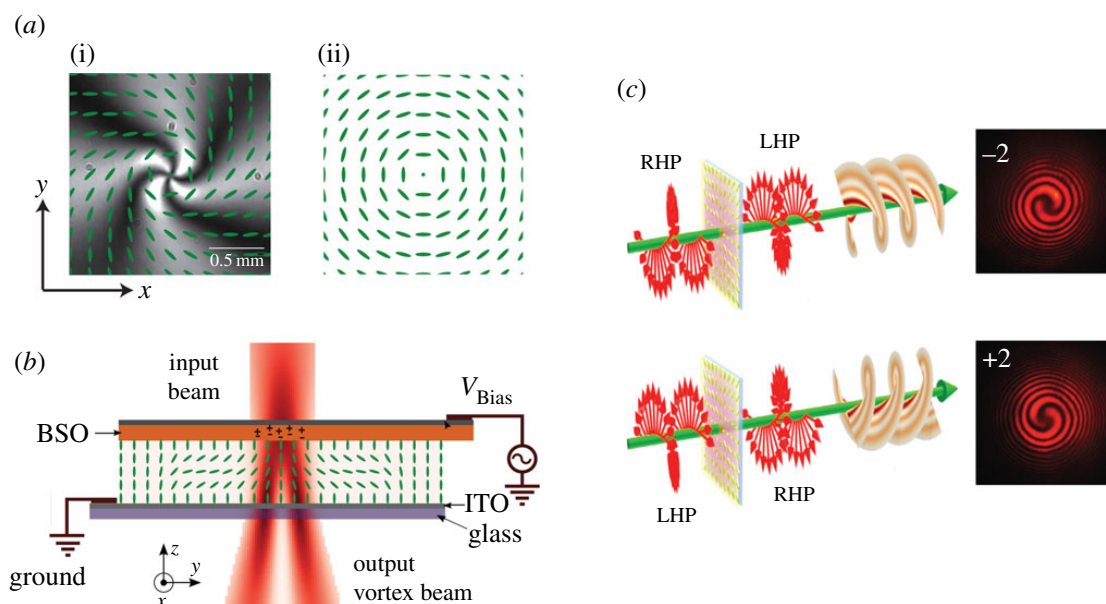 (a)
(i)
(ii)
y
x
0.5 mm
(b)
input
beam
V Bias
BSO
ITO
glass
ground
z
y
x
output
vortex beam
(c)
RHP
LHP
–2
LHP
RHP
+2